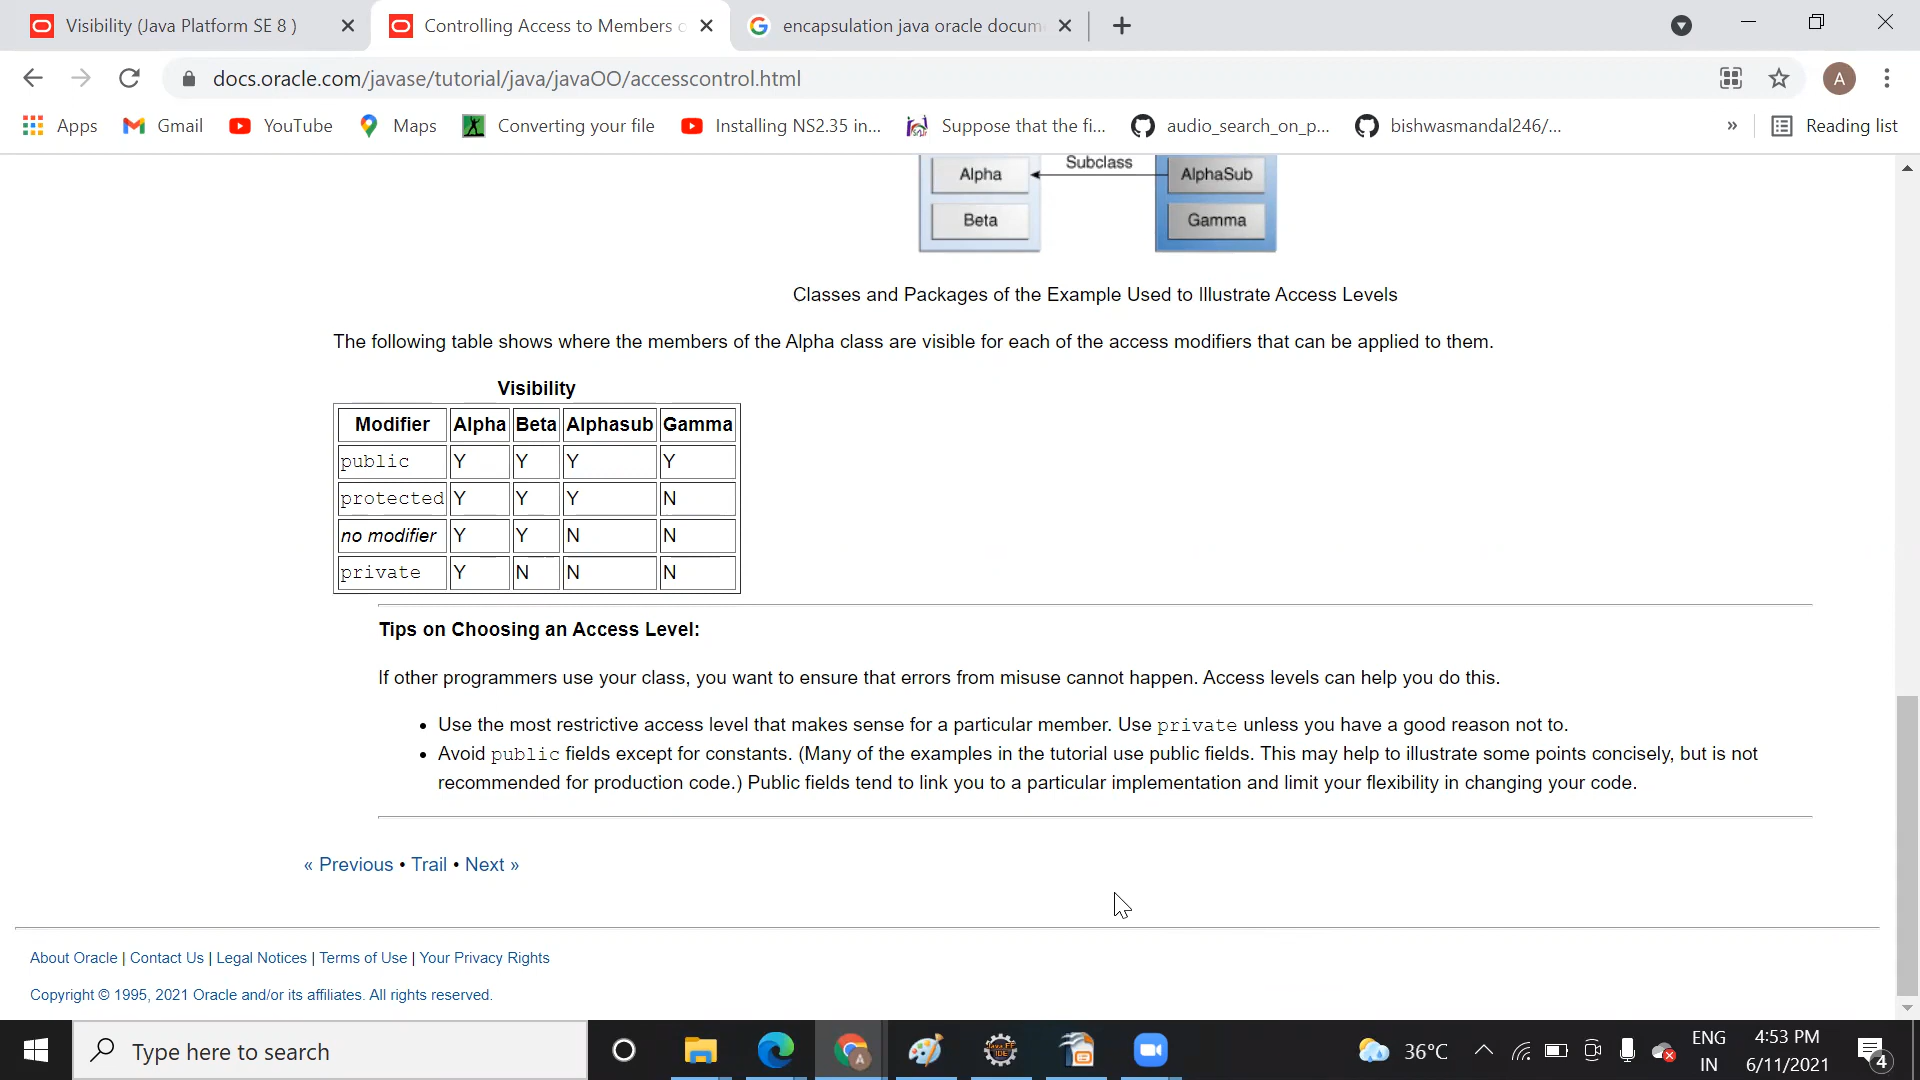 Visibility (Java Platform SE 8 )
Controlling Access to Members o
encapsulation java oracle docum
docs.oracle.com/javase/tutorial/java/javaOO/accesscontrol.html
A
Apps
Gmail
YouTube
Maps
Converting your file
Installing NS2.35 in...
Suppose that the fi...
audio_search_on_p...
bishwasmandal246/...
»
Reading list
Subclass
Alpha
AlphaSub
Beta
Gamma
Classes and Packages of the Example Used to Illustrate Access Levels
The following table shows where the members of the Alpha class are visible for each of the access modifiers that can be applied to them.
Visibility
Modifier Alpha Beta Alphasub Gamma
public Y Y Y Y
protected Y Y Y N
no modifier Y Y N N
private Y N N N
Tips on Choosing an Access Level:
If other programmers use your class, you want to ensure that errors from misuse cannot happen. Access levels can help you do this.
• Use the most restrictive access level that makes sense for a particular member. Use private unless you have a good reason not to.
• Avoid public fields except for constants. (Many of the examples in the tutorial use public fields. This may help to illustrate some points concisely, but is not
recommended for production code.) Public fields tend to link you to a particular implementation and limit your flexibility in changing your code.
« Previous • Trail • Next »
About Oracle | Contact Us | Legal Notices | Terms of Use | Your Privacy Rights
Copyright © 1995, 2021 Oracle and/or its affiliates. All rights reserved.
Type here to search
A
36°C
ENG
IN
4:53 PM
6/11/2021
4